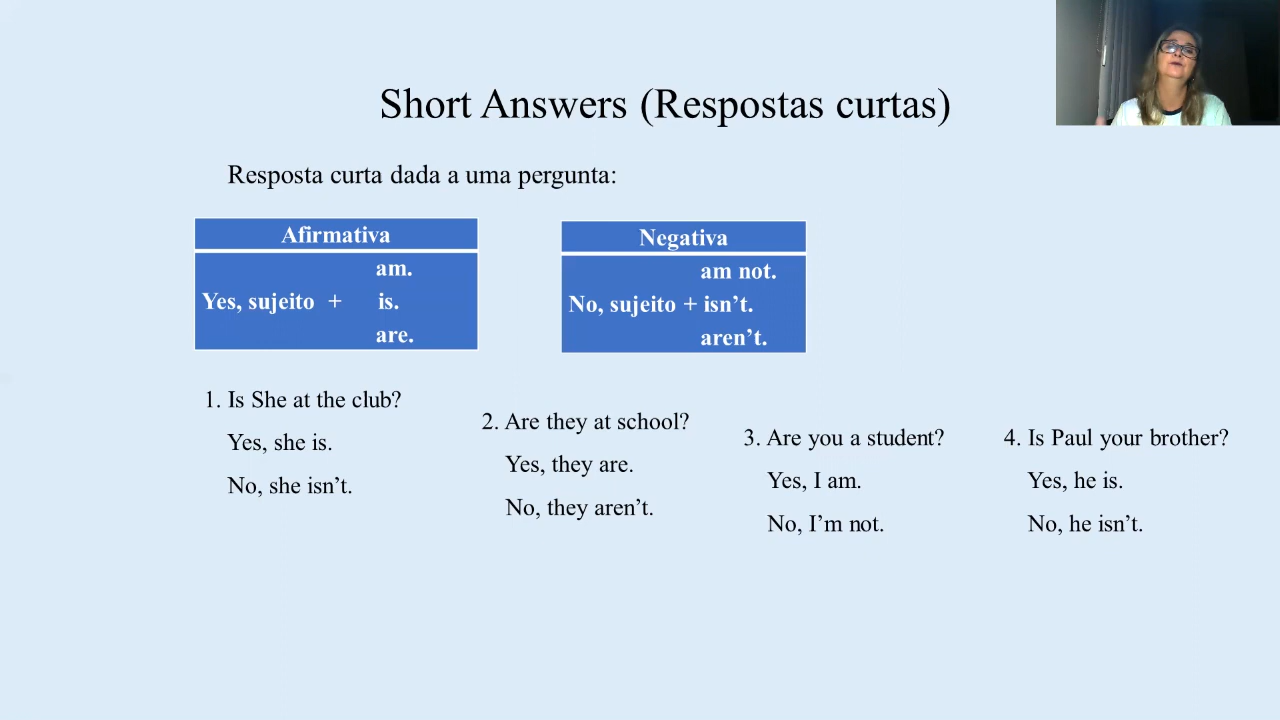 Short Answers (Respostas curtas)
Resposta curta dada a uma pergunta:
Afirmativa
am.
Yes, sujeito + is.
are.
Negativa
am not.
No, sujeito + isn’t.
aren’t.
1. Is She at the club?
Yes, she is.
No, she isn’t.
2. Are they at school?
Yes, they are.
No, they aren’t.
3. Are you a student?
Yes, I am.
No, I’m not.
4. Is Paul your brother?
Yes, he is.
No, he isn’t.